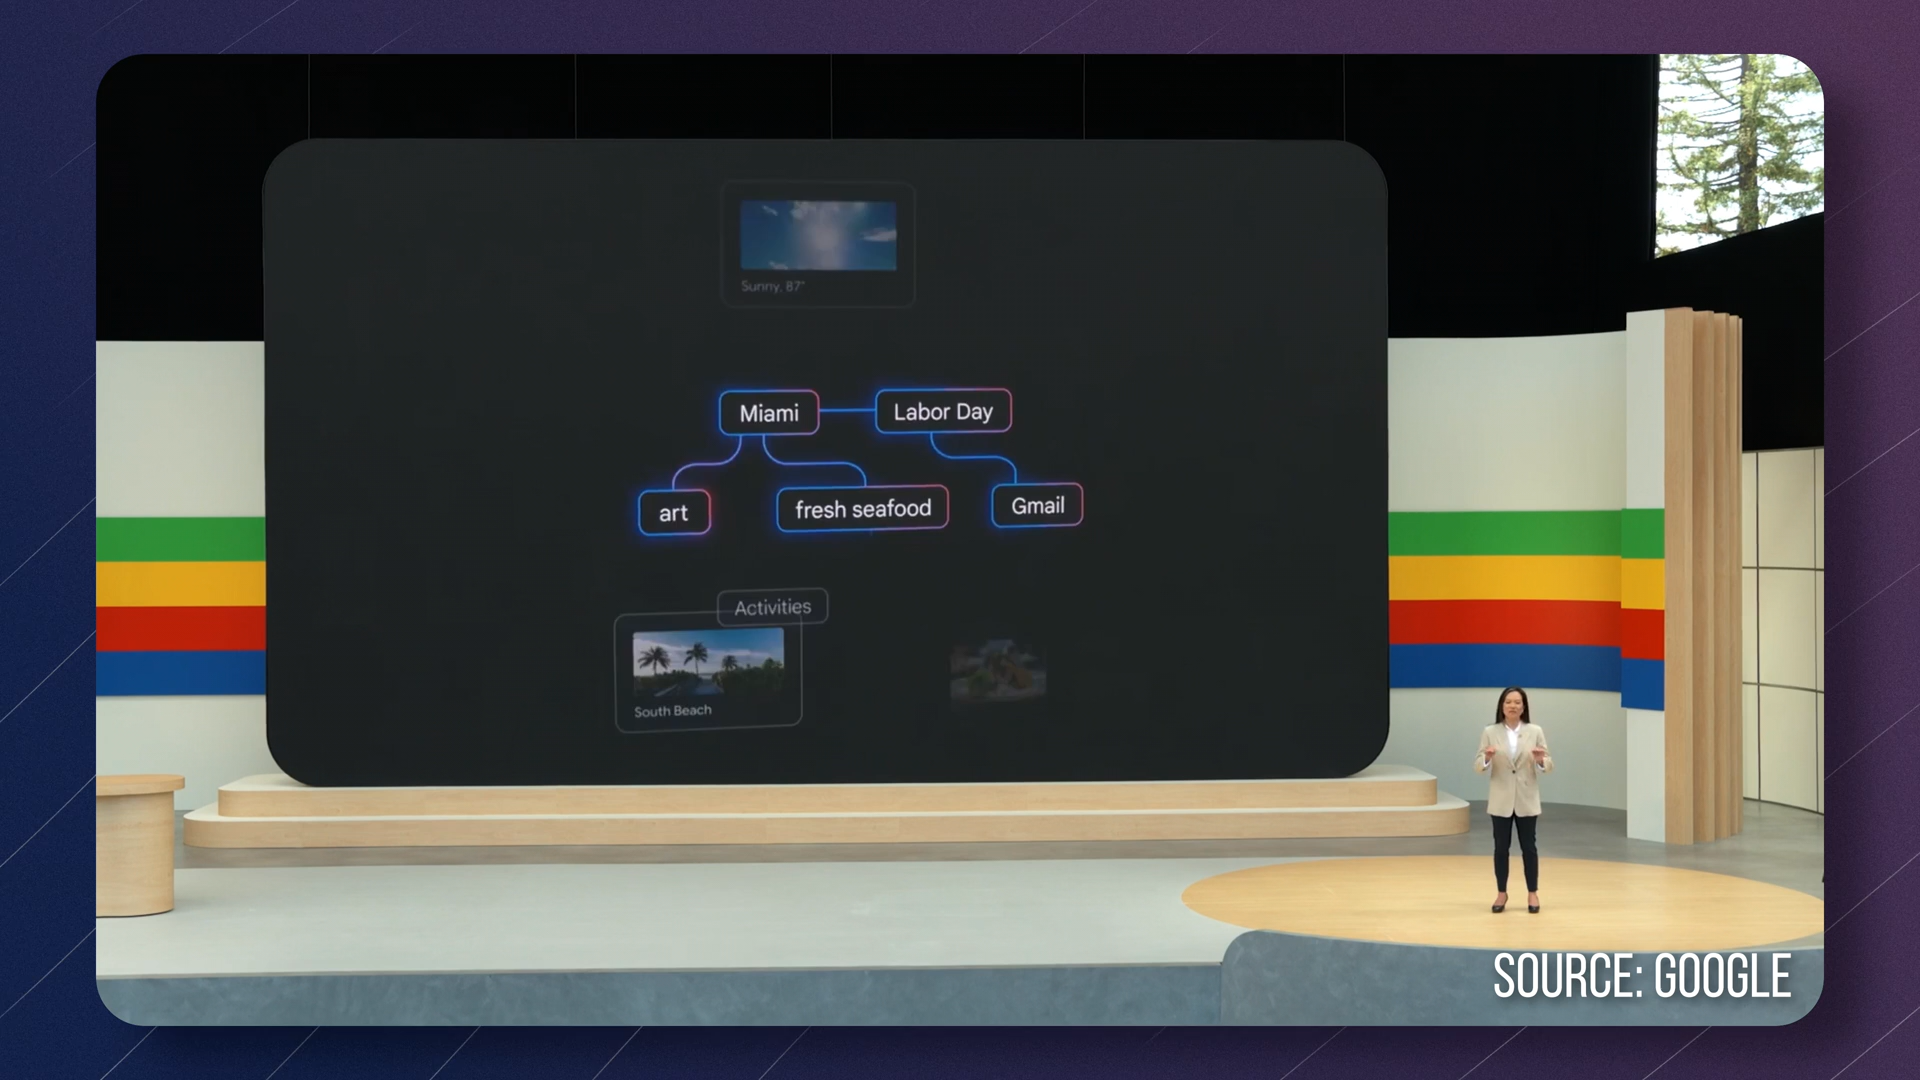 Sunny, 87°
Miami
Labor Day
art
fresh seafood
Gmail
Activities
South Beach
SOURCE: GOOGLE